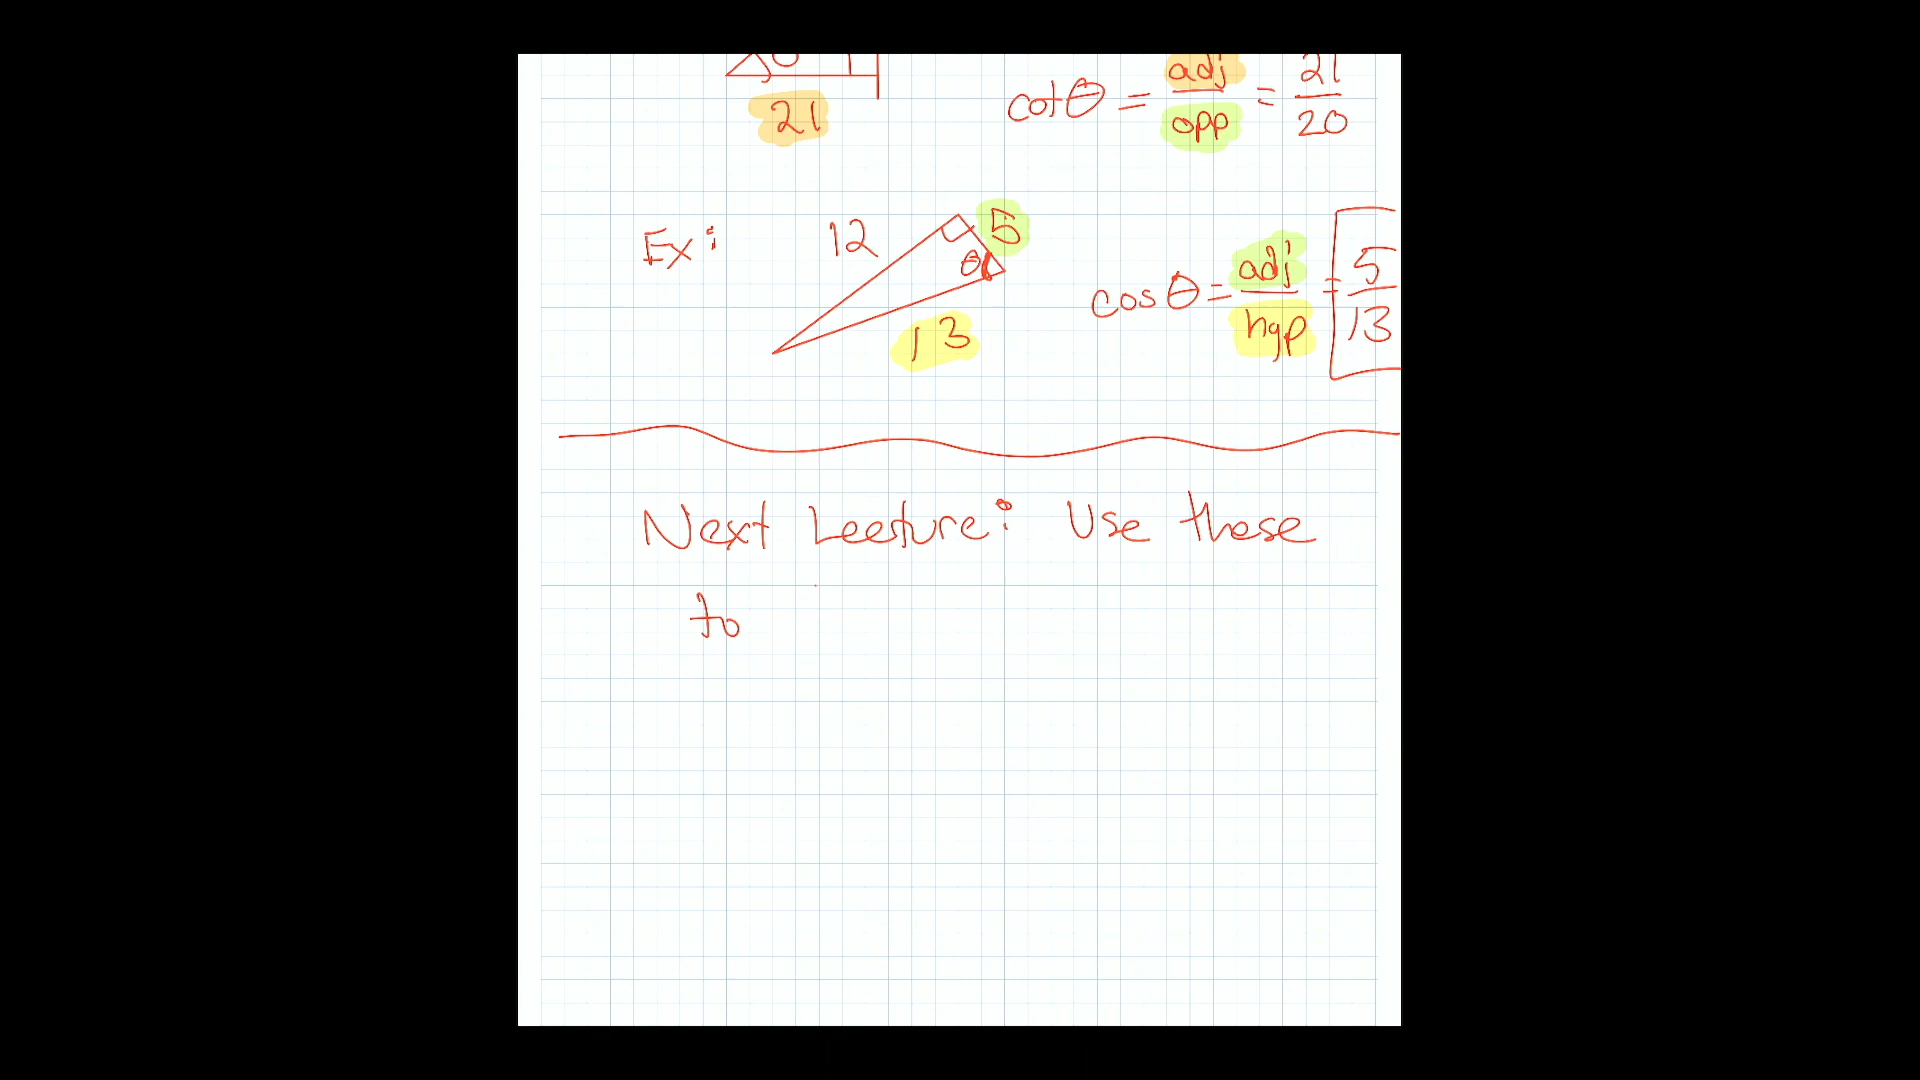 21
cotθ = adj/opp = 21/20
Ex: 12 5 θ 13
cosθ = adj/hyp = 5/13
Next Lecture: Use these
to